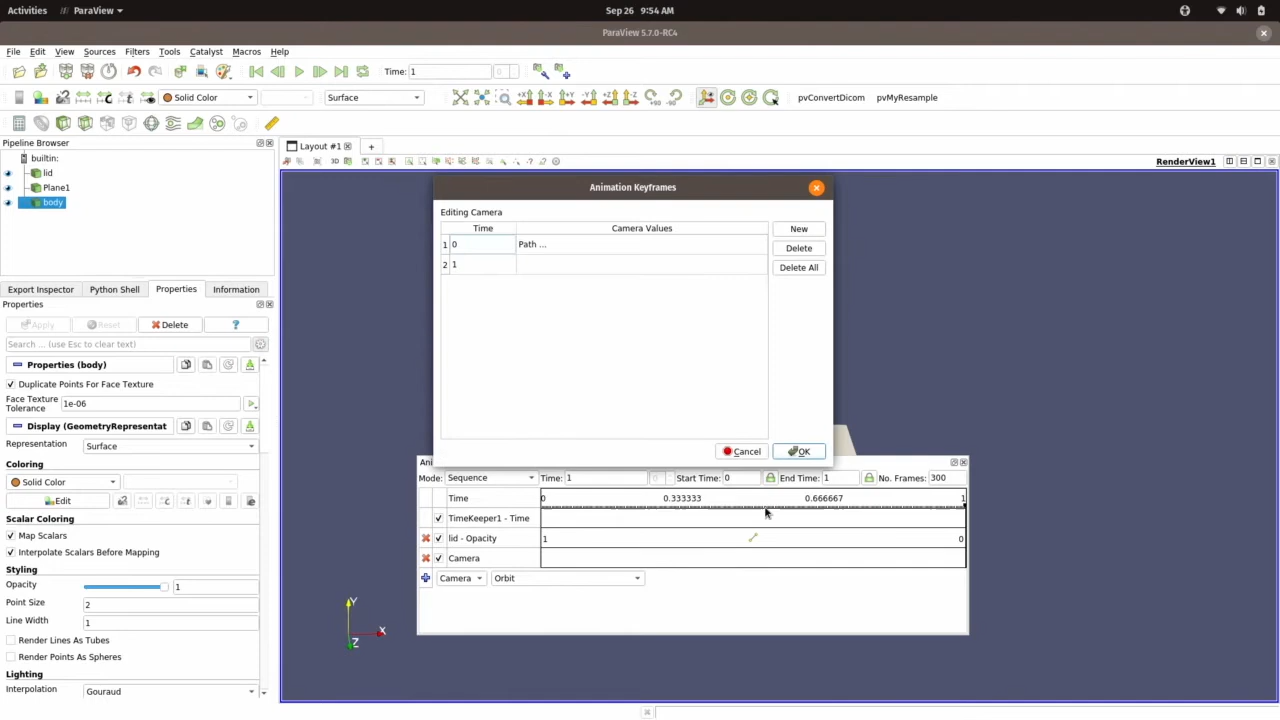 Activities ParaView Sep 26 9:54 AM
ParaView 5.7.0-RC4
File Edit View Sources Filters Tools Catalyst Macros Help
Time: 1 0
Solid Color Surface pvConvertDicom pvMyResample
Pipeline Browser
Layout #1 +
builtin:
3D RenderView1
lid
Plane1
body
Animation Keyframes
Editing Camera
Time Camera Values New
1 0 Path ... Delete
2 1 Delete All
Cancel OK
Export Inspector Python Shell Properties Information
Properties
Apply Reset Delete ?
Search ... (use Esc to clear text)
Properties (body)
Duplicate Points For Face Texture
Face Texture Tolerance 1e-06
Display (GeometryRepresentat
Representation Surface
Coloring
Solid Color
Edit
Scalar Coloring
Map Scalars
Interpolate Scalars Before Mapping
Styling
Opacity 1
Point Size 2
Line Width 1
Render Lines As Tubes
Render Points As Spheres
Lighting
Interpolation Gouraud
Ani
Mode: Sequence Time: 1 0 Start Time: 0 End Time: 1 No. Frames: 300
Time 0 0.333333 0.666667 1
TimeKeeper1 - Time
lid - Opacity 1 0
Camera
Camera Orbit
Y
X
Z